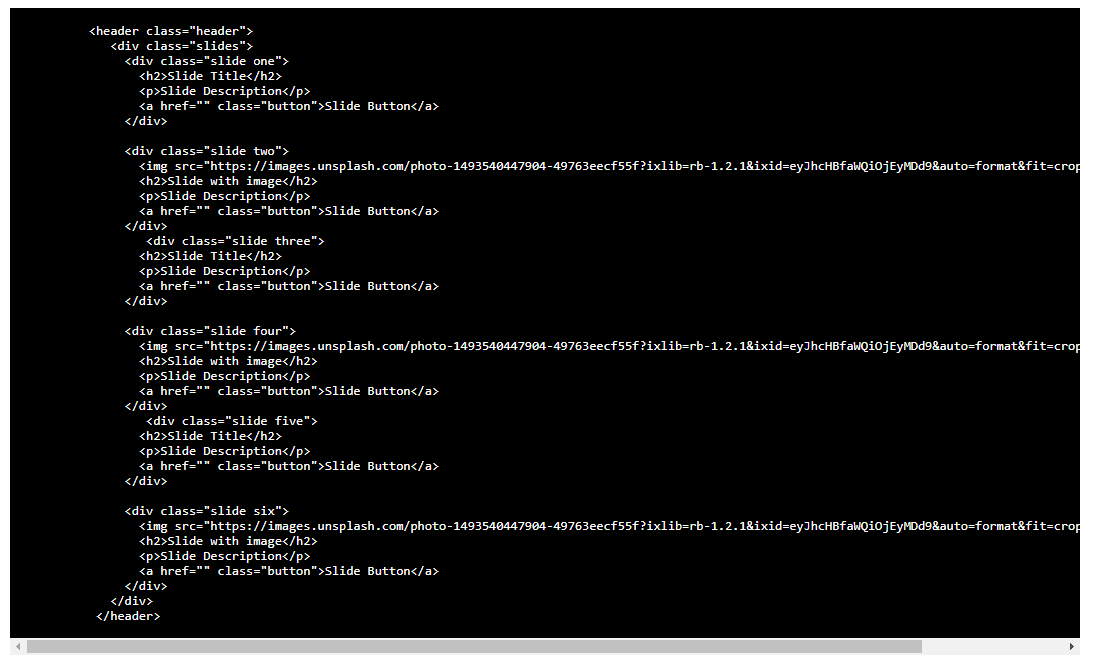 <header class="header">
<div class="slides">
<div class="slide one">
<h2>Slide Title</h2>
<p>Slide Description</p>
<a href="" class="button">Slide Button</a>
</div>
<div class="slide two">
<img src="https://images.unsplash.com/photo-1493540447904-49763eecf55f?ixlib=rb-1.2.1&ixid=eyJhcHBfaWQiOjEyMDd9&auto=format&fit=crop
<h2>Slide with image</h2>
<p>Slide Description</p>
<a href="" class="button">Slide Button</a>
</div>
<div class="slide three">
<h2>Slide Title</h2>
<p>Slide Description</p>
<a href="" class="button">Slide Button</a>
</div>
<div class="slide four">
<img src="https://images.unsplash.com/photo-1493540447904-49763eecf55f?ixlib=rb-1.2.1&ixid=eyJhcHBfaWQiOjEyMDd9&auto=format&fit=crop
<h2>Slide with image</h2>
<p>Slide Description</p>
<a href="" class="button">Slide Button</a>
</div>
<div class="slide five">
<h2>Slide Title</h2>
<p>Slide Description</p>
<a href="" class="button">Slide Button</a>
</div>
<div class="slide six">
<img src="https://images.unsplash.com/photo-1493540447904-49763eecf55f?ixlib=rb-1.2.1&ixid=eyJhcHBfaWQiOjEyMDd9&auto=format&fit=crop
<h2>Slide with image</h2>
<p>Slide Description</p>
<a href="" class="button">Slide Button</a>
</div>
</div>
</header>